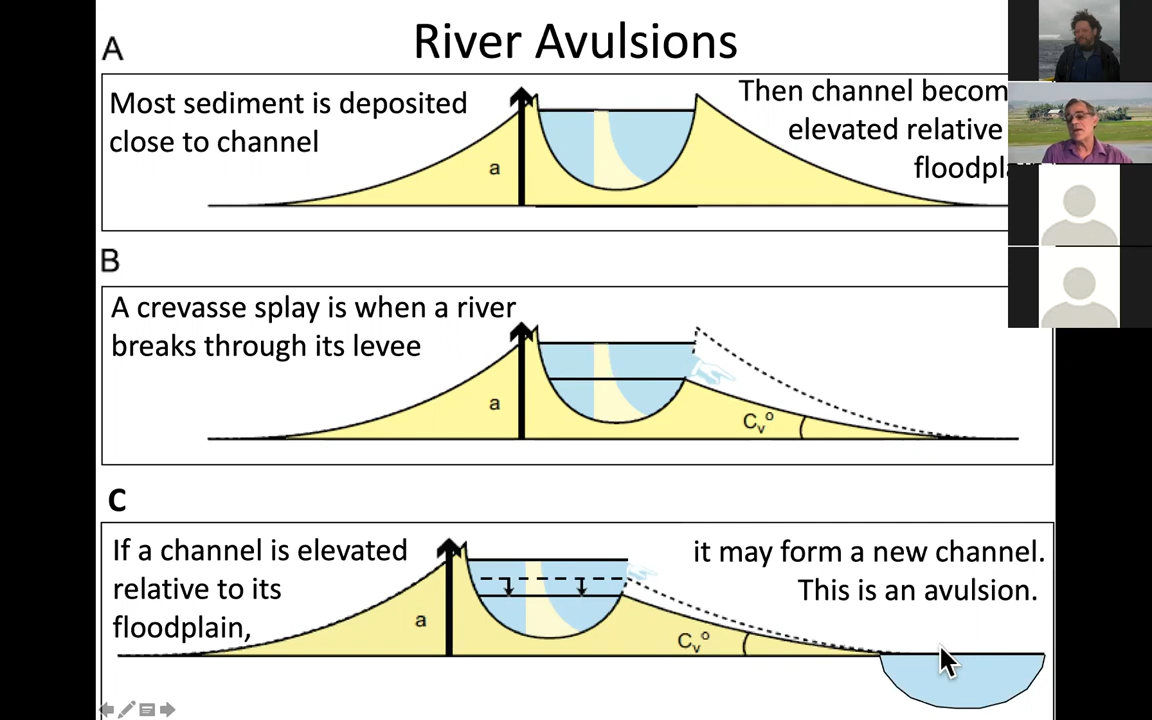 River Avulsions
A
Most sediment is deposited
close to channel
Then channel
elevated relative
a
B
A crevasse splay is when a river
breaks through its levee
a
Cv°
C
If a channel is elevated
relative to its
floodplain,
it may form a new channel.
This is an avulsion.
a
Cv°